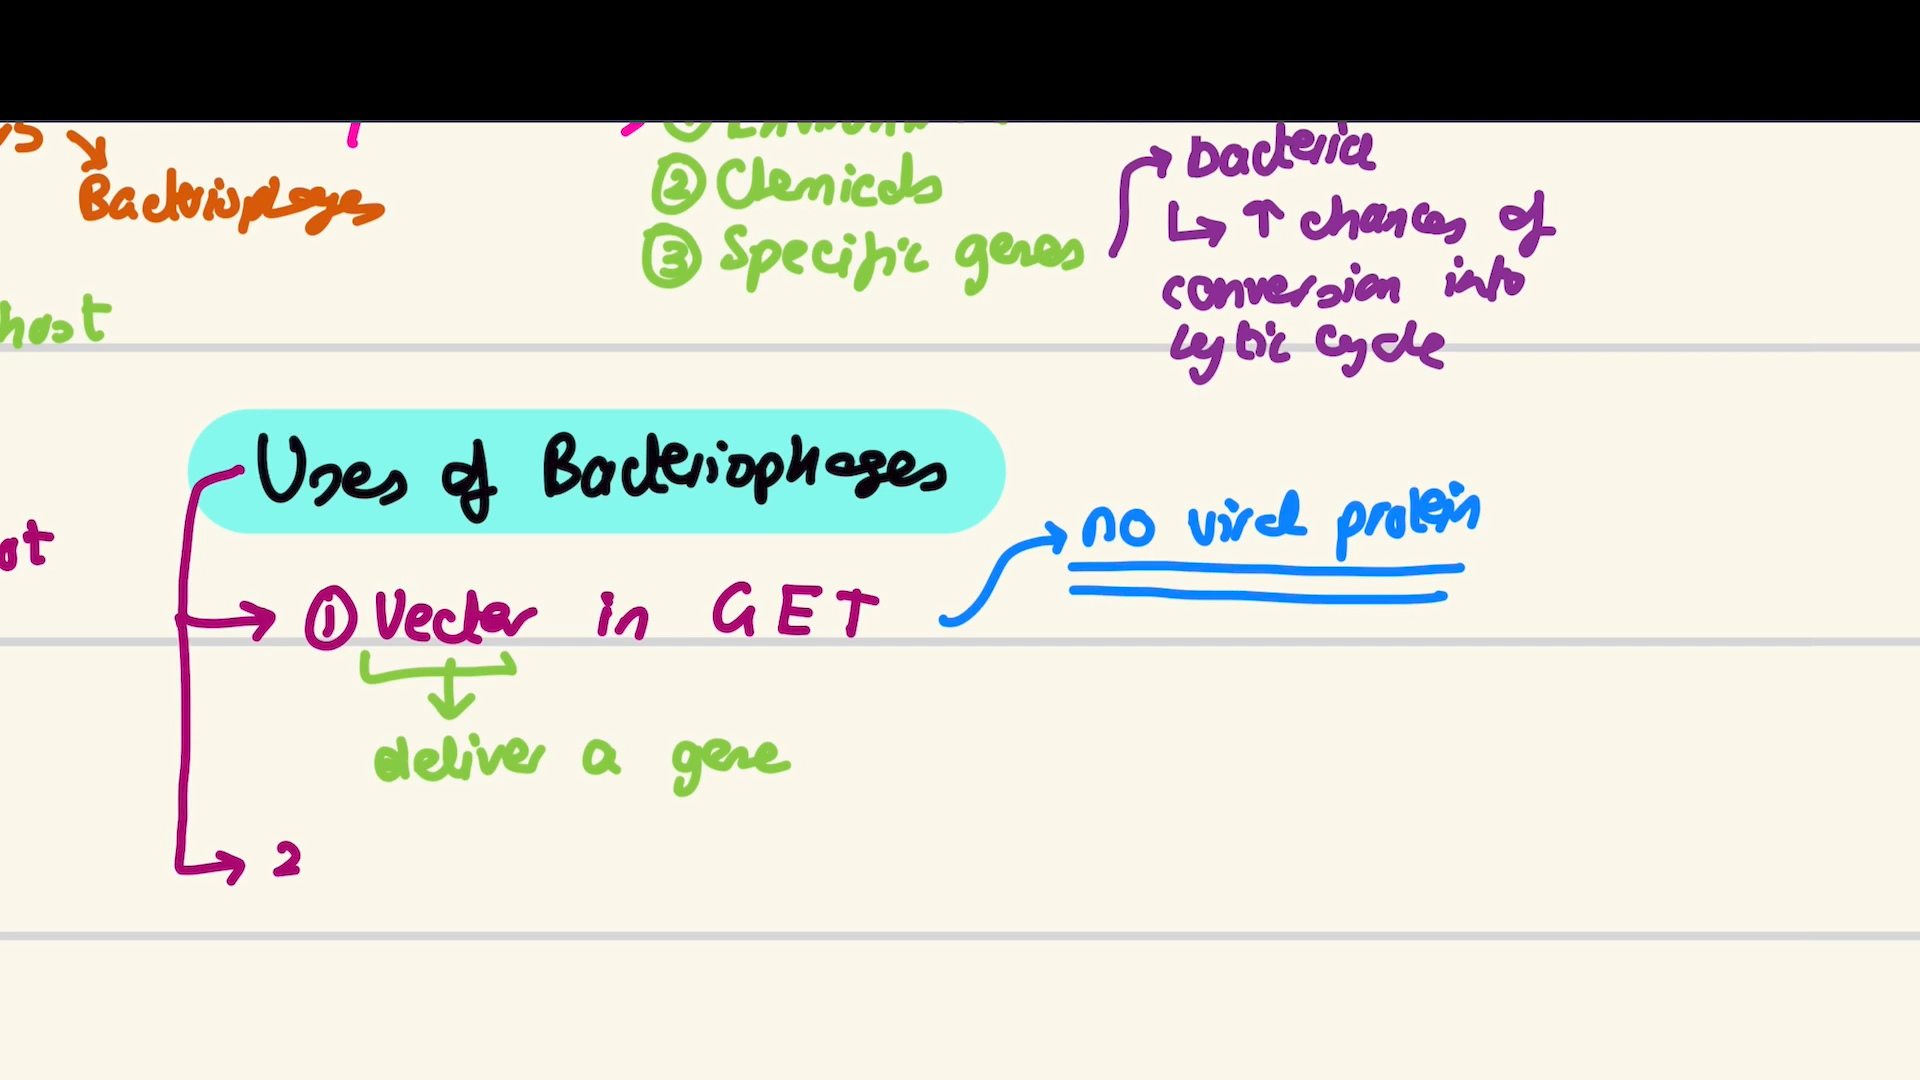 Bacteriophages
② Chemicals
③ Specific genes
bacteria
↳ ↑ chances of
conversion into
lytic cycle
host
Uses of Bacteriophages
no viral protein
① Vector in GET
deliver a gene
2